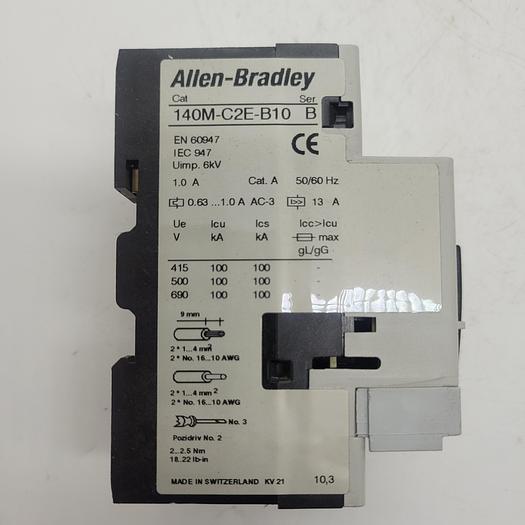 Allen-Bradley
Cat Ser
140M-C2E-B10 B
EN 60947
IEC 947
Uimp. 6kV
CE
1.0 A Cat. A 50/60 Hz
0.63 ...1.0 A AC-3 13 A
Ue Icu Ics Icc>Icu
V kA kA max
gL/gG
415 100 100 -
500 100 100 -
690 100 100 -
9 mm
2 * 1...4 mm²
2 * No. 16...10 AWG
2 * 1...4 mm²
2 * No. 16...10 AWG
No. 3
Pozidriv No. 2
2...2.5 Nm
18...22 lb-in
MADE IN SWITZERLAND KV 21 10,3